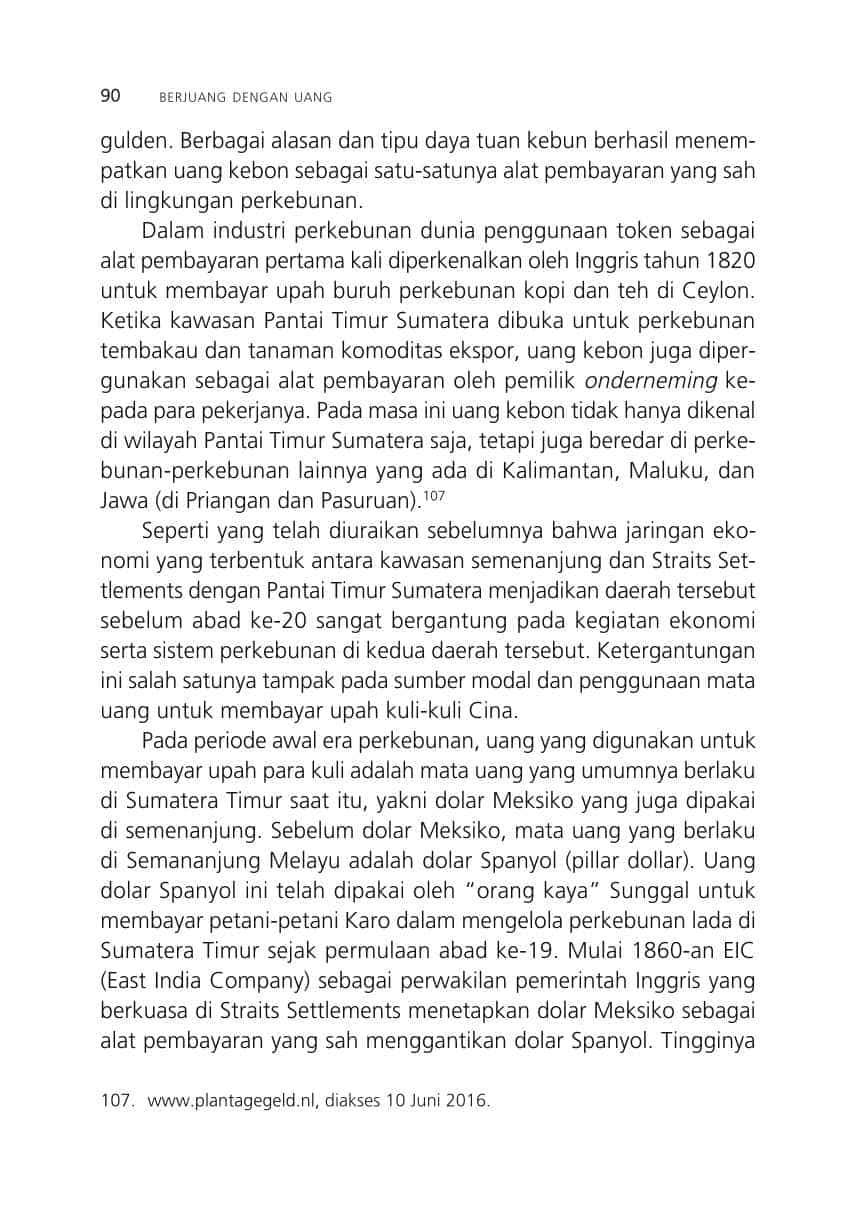 90 BERJUANG DENGAN UANG
gulden. Berbagai alasan dan tipu daya tuan kebun berhasil menem-
patkan uang kebon sebagai satu-satunya alat pembayaran yang sah
di lingkungan perkebunan.
Dalam industri perkebunan dunia penggunaan token sebagai
alat pembayaran pertama kali diperkenalkan oleh Inggris tahun 1820
untuk membayar upah buruh perkebunan kopi dan teh di Ceylon.
Ketika kawasan Pantai Timur Sumatera dibuka untuk perkebunan
tembakau dan tanaman komoditas ekspor, uang kebon juga diper-
gunakan sebagai alat pembayaran oleh pemilik onderneming ke-
pada para pekerjanya. Pada masa ini uang kebon tidak hanya dikenal
di wilayah Pantai Timur Sumatera saja, tetapi juga beredar di perke-
bunan-perkebunan lainnya yang ada di Kalimantan, Maluku, dan
Jawa (di Priangan dan Pasuruan).107
Seperti yang telah diuraikan sebelumnya bahwa jaringan eko-
nomi yang terbentuk antara kawasan semenanjung dan Straits Set-
tlements dengan Pantai Timur Sumatera menjadikan daerah tersebut
sebelum abad ke-20 sangat bergantung pada kegiatan ekonomi
serta sistem perkebunan di kedua daerah tersebut. Ketergantungan
ini salah satunya tampak pada sumber modal dan penggunaan mata
uang untuk membayar upah kuli-kuli Cina.
Pada periode awal era perkebunan, uang yang digunakan untuk
membayar upah para kuli adalah mata uang yang umumnya berlaku
di Sumatera Timur saat itu, yakni dolar Meksiko yang juga dipakai
di semenanjung. Sebelum dolar Meksiko, mata uang yang berlaku
di Semananjung Melayu adalah dolar Spanyol (pillar dollar). Uang
dolar Spanyol ini telah dipakai oleh “orang kaya” Sunggal untuk
membayar petani-petani Karo dalam mengelola perkebunan lada di
Sumatera Timur sejak permulaan abad ke-19. Mulai 1860-an EIC
(East India Company) sebagai perwakilan pemerintah Inggris yang
berkuasa di Straits Settlements menetapkan dolar Meksiko sebagai
alat pembayaran yang sah menggantikan dolar Spanyol. Tingginya
107. www.plantagegeld.nl, diakses 10 Juni 2016.